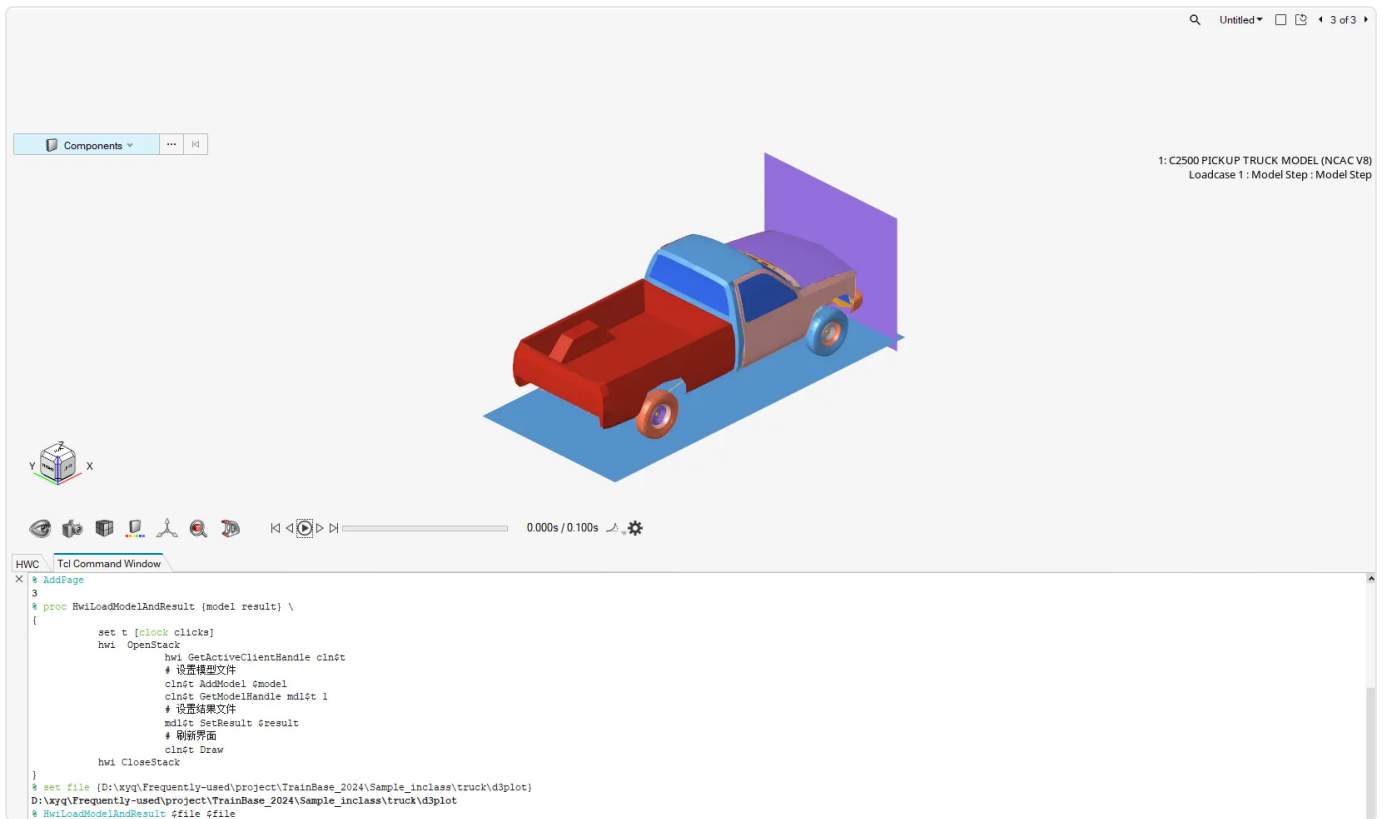 Untitled
3 of 3
Components
...
1: C2500 PICKUP TRUCK MODEL (NCAC V8)
Loadcase 1 : Model Step : Model Step
Z
Y
X
0.000s / 0.100s
HWC
Tcl Command Window
% AddPage
3
% proc HwiLoadModelAndResult {model result} \
{
set t [clock clicks]
hwi OpenStack
hwi GetActiveClientHandle cln$t
# 设置模型文件
cln$t AddModel $model
cln$t GetModelHandle mdl$t 1
# 设置结果文件
mdl$t SetResult $result
# 刷新界面
cln$t Draw
hwi CloseStack
}
% set file {D:\xyq\Frequently-used\project\TrainBase_2024\Sample_inclass\truck\d3plot}
D:\xyq\Frequently-used\project\TrainBase_2024\Sample_inclass\truck\d3plot
% HwiLoadModelAndResult $file $file